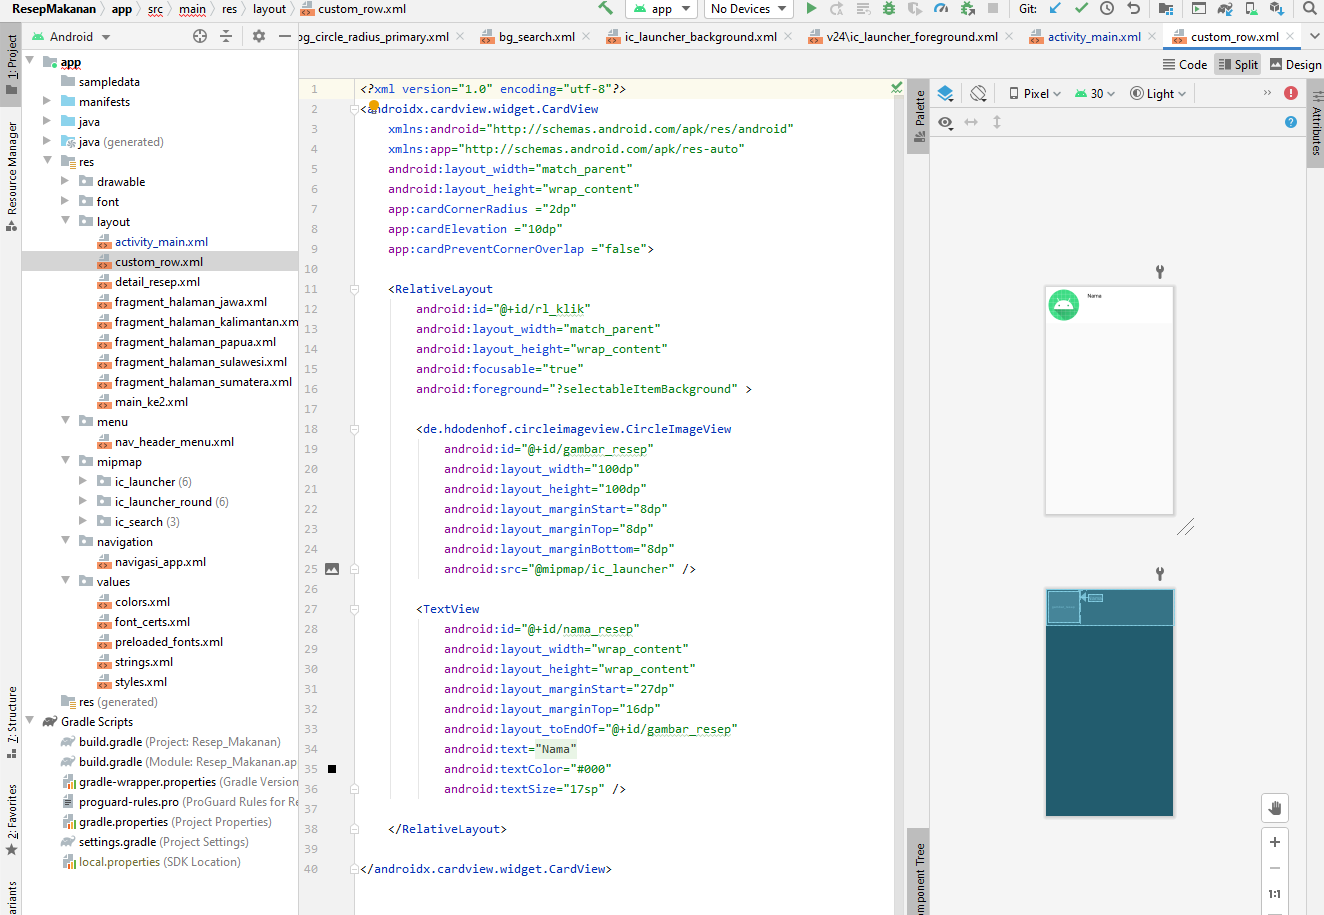 ResepMakanan
app
src
main
res
layout
custom_row.xml
app
No Devices
Git:
Android
bg_circle_radius_primary.xml
bg_search.xml
ic_launcher_background.xml
v24\ic_launcher_foreground.xml
activity_main.xml
custom_row.xml
Code
Split
Design
1: Project
Resource Manager
7: Structure
2: Favorites
app
sampledata
manifests
java
java (generated)
res
drawable
font
layout
activity_main.xml
custom_row.xml
detail_resep.xml
fragment_halaman_jawa.xml
fragment_halaman_kalimantan.xm
fragment_halaman_papua.xml
fragment_halaman_sulawesi.xml
fragment_halaman_sumatera.xml
main_ke2.xml
menu
nav_header_menu.xml
mipmap
ic_launcher (6)
ic_launcher_round (6)
ic_search (3)
navigation
navigasi_app.xml
values
colors.xml
font_certs.xml
preloaded_fonts.xml
strings.xml
styles.xml
res (generated)
Gradle Scripts
build.gradle (Project: Resep_Makanan)
build.gradle (Module: Resep_Makanan.ap
gradle-wrapper.properties (Gradle Version
proguard-rules.pro (ProGuard Rules for Re
gradle.properties (Project Properties)
settings.gradle (Project Settings)
local.properties (SDK Location)
1 <?xml version="1.0" encoding="utf-8"?>
2 <androidx.cardview.widget.CardView
3 xmlns:android="http://schemas.android.com/apk/res/android"
4 xmlns:app="http://schemas.android.com/apk/res-auto"
5 android:layout_width="match_parent"
6 android:layout_height="wrap_content"
7 app:cardCornerRadius ="2dp"
8 app:cardElevation ="10dp"
9 app:cardPreventCornerOverlap ="false">
10
11 <RelativeLayout
12 android:id="@+id/rl_klik"
13 android:layout_width="match_parent"
14 android:layout_height="wrap_content"
15 android:focusable="true"
16 android:foreground="?selectableItemBackground" >
17
18 <de.hdodenhof.circleimageview.CircleImageView
19 android:id="@+id/gambar_resep"
20 android:layout_width="100dp"
21 android:layout_height="100dp"
22 android:layout_marginStart="8dp"
23 android:layout_marginTop="8dp"
24 android:layout_marginBottom="8dp"
25 android:src="@mipmap/ic_launcher" />
26
27 <TextView
28 android:id="@+id/nama_resep"
29 android:layout_width="wrap_content"
30 android:layout_height="wrap_content"
31 android:layout_marginStart="27dp"
32 android:layout_marginTop="16dp"
33 android:layout_toEndOf="@+id/gambar_resep"
34 android:text="Nama"
35 android:textColor="#000"
36 android:textSize="17sp" />
37
38 </RelativeLayout>
39
40 </androidx.cardview.widget.CardView>
Palette
Pixel
30
Light
Attributes
Nama
1:1